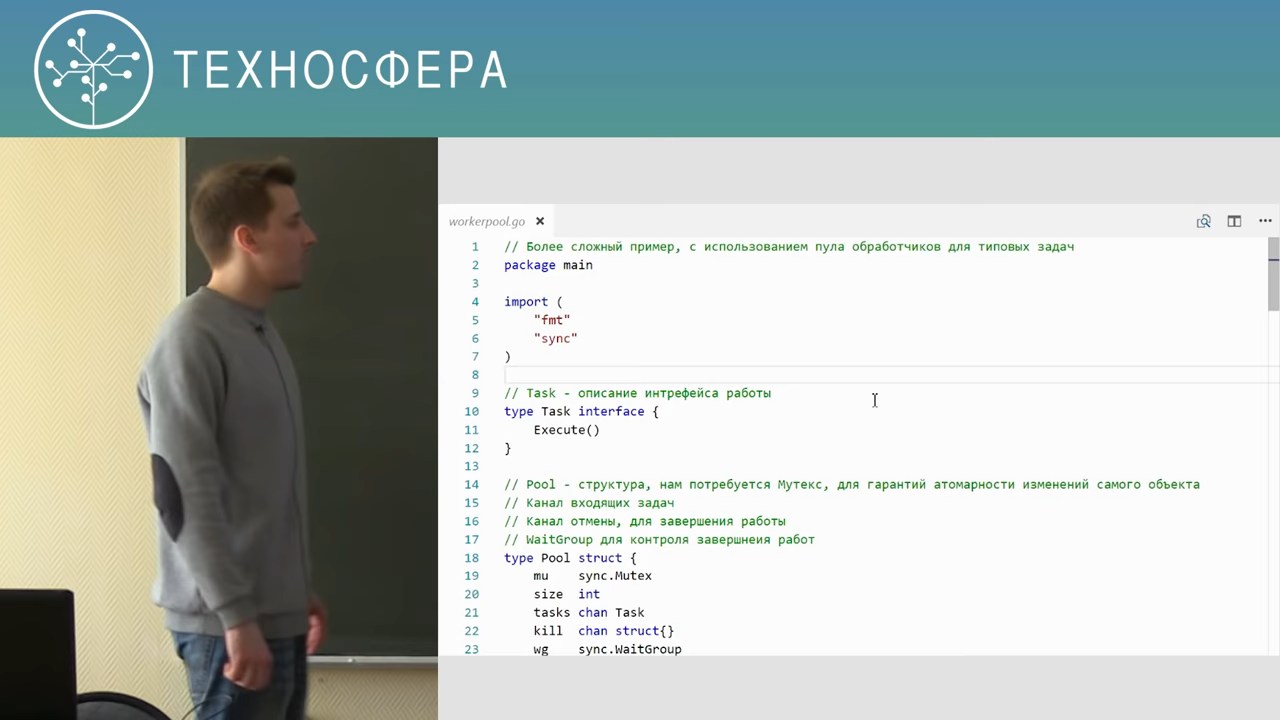 ТЕХНОСФЕРА
workerpool.go
1 // Более сложный пример, с использованием пула обработчиков для типовых задач
2 package main
3
4 import (
5 "fmt"
6 "sync"
7 )
8
9 // Task - описание интрефейса работы
10 type Task interface {
11 Execute()
12 }
13
14 // Pool - структура, нам потребуется Мутекс, для гарантий атомарности изменений самого объекта
15 // Канал входящих задач
16 // Канал отмены, для завершения работы
17 // WaitGroup для контроля завершнеия работ
18 type Pool struct {
19 mu sync.Mutex
20 size int
21 tasks chan Task
22 kill chan struct{}
23 wg sync.WaitGroup